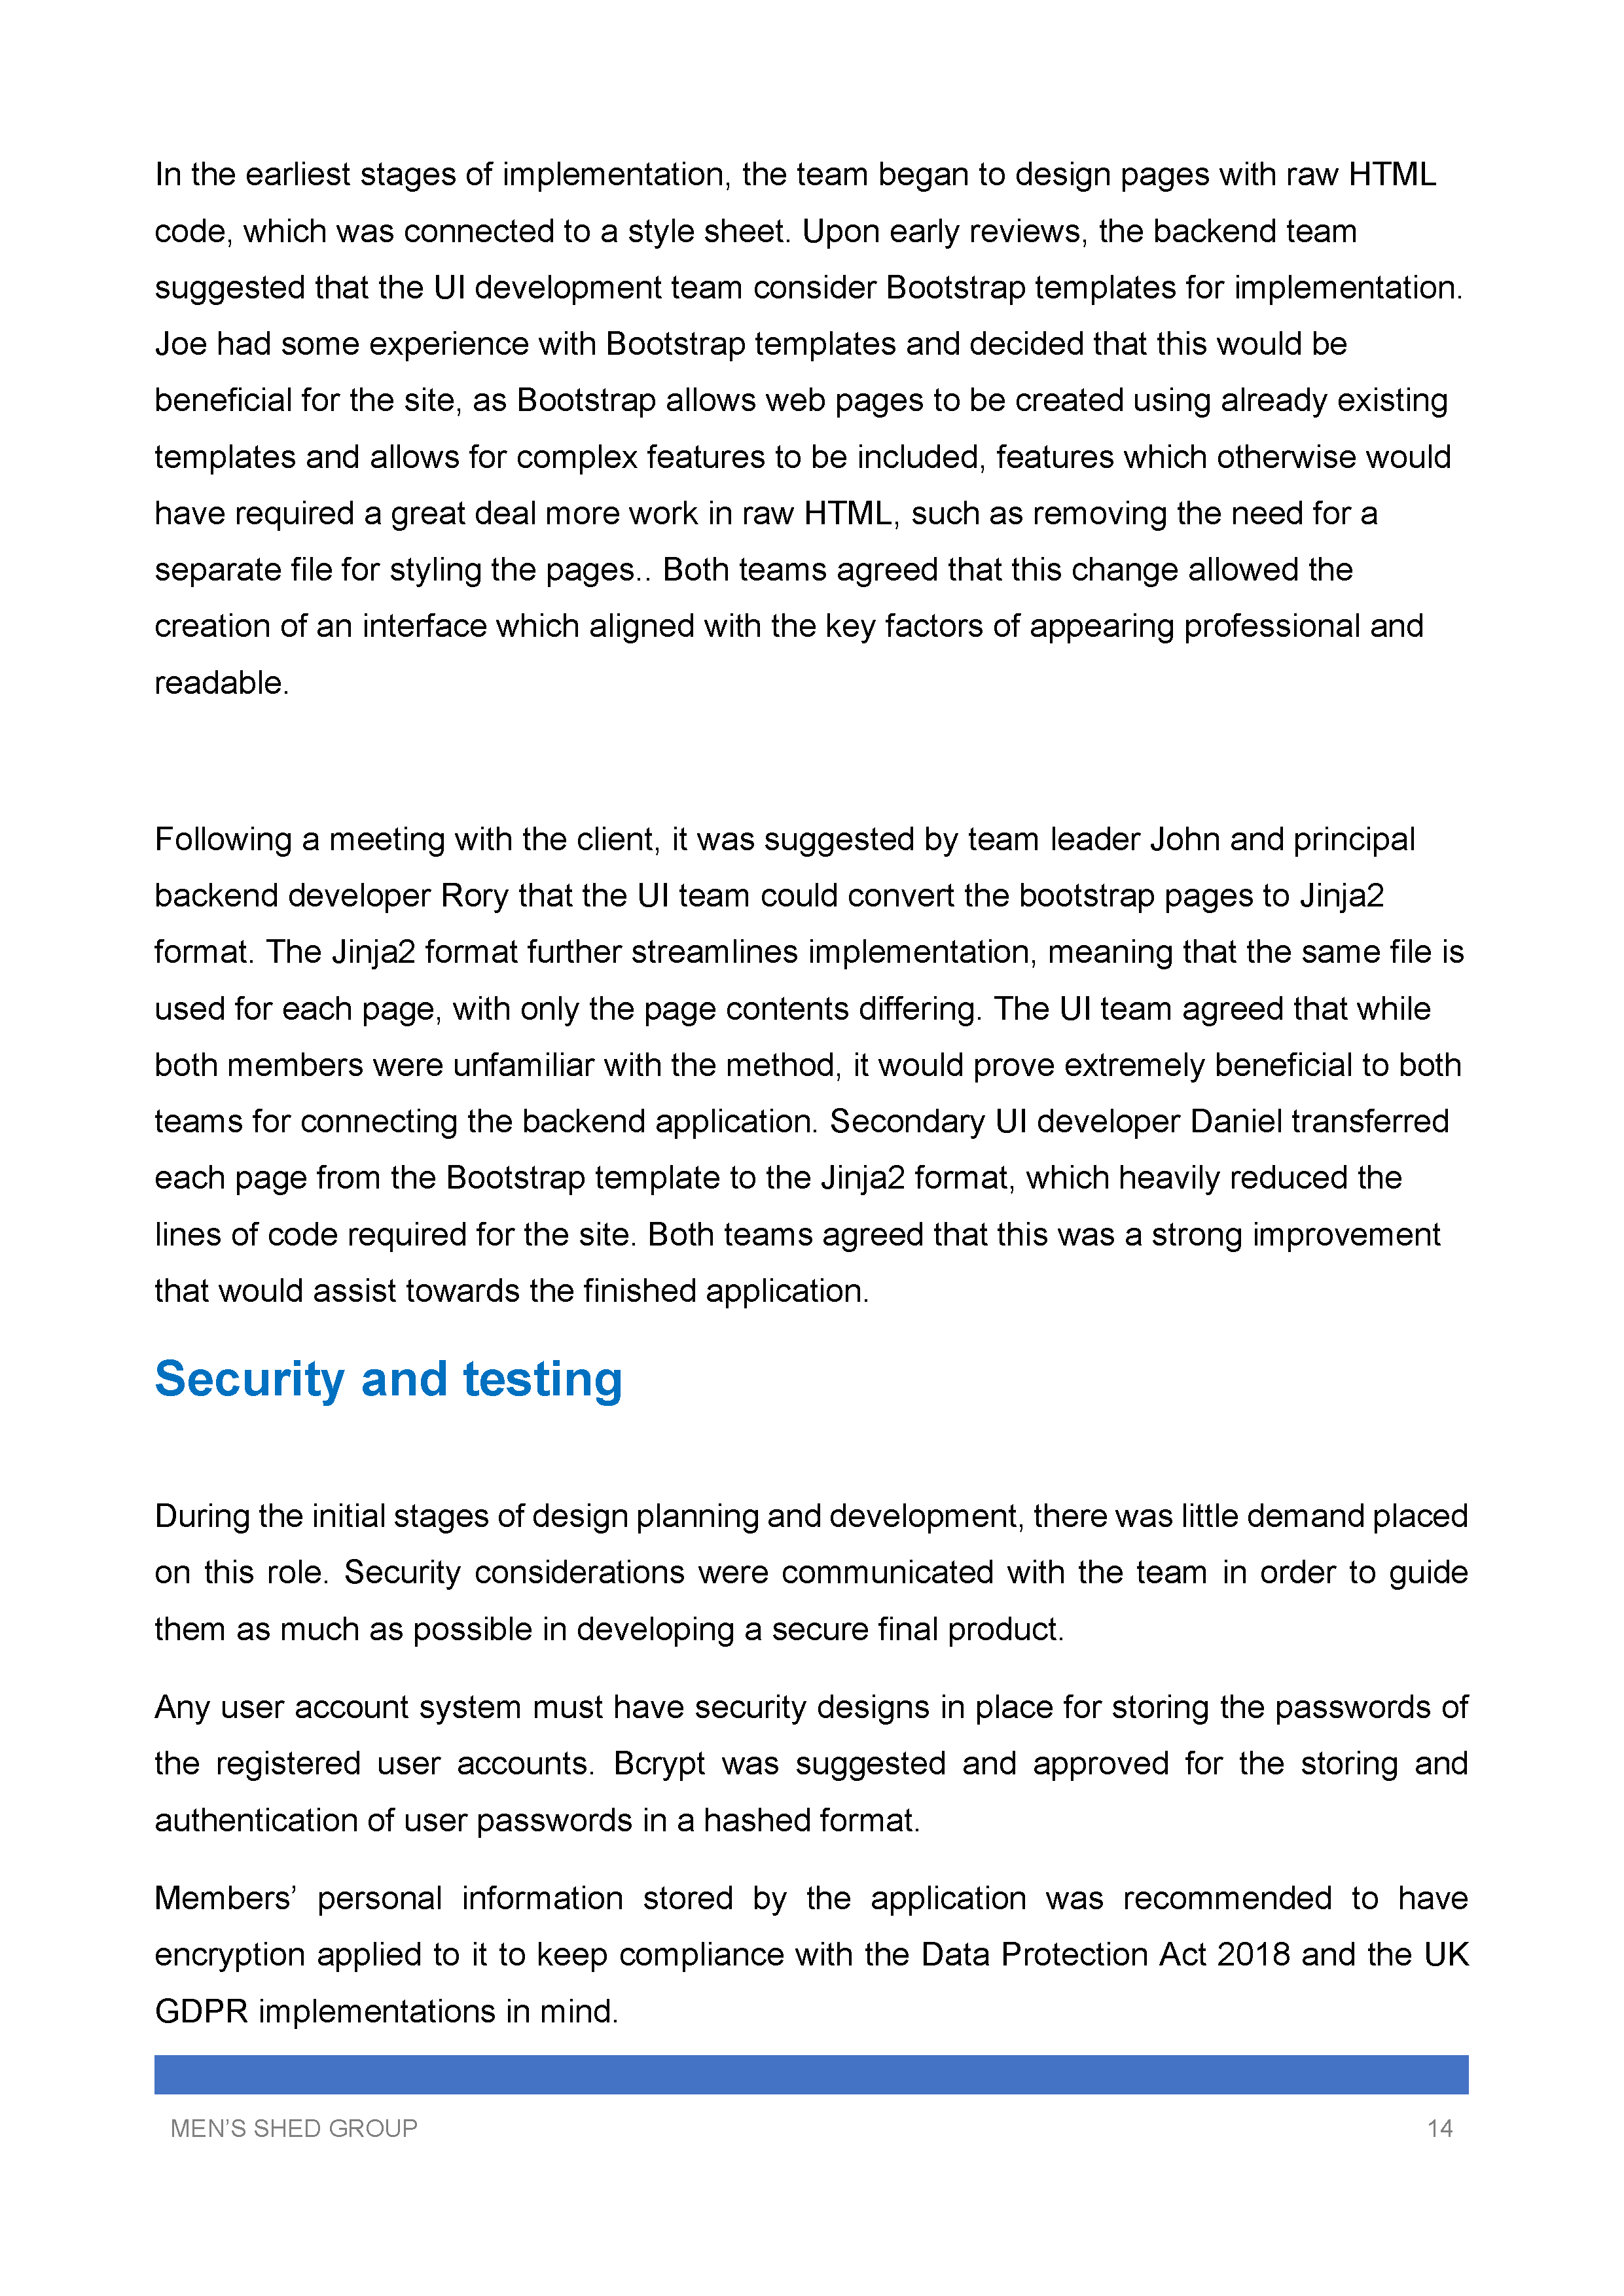 In the earliest stages of implementation, the team began to design pages with raw HTML
code, which was connected to a style sheet. Upon early reviews, the backend team
suggested that the UI development team consider Bootstrap templates for implementation.
Joe had some experience with Bootstrap templates and decided that this would be
beneficial for the site, as Bootstrap allows web pages to be created using already existing
templates and allows for complex features to be included, features which otherwise would
have required a great deal more work in raw HTML, such as removing the need for a
separate file for styling the pages.. Both teams agreed that this change allowed the
creation of an interface which aligned with the key factors of appearing professional and
readable.
Following a meeting with the client, it was suggested by team leader John and principal
backend developer Rory that the UI team could convert the bootstrap pages to Jinja2
format. The Jinja2 format further streamlines implementation, meaning that the same file is
used for each page, with only the page contents differing. The UI team agreed that while
both members were unfamiliar with the method, it would prove extremely beneficial to both
teams for connecting the backend application. Secondary UI developer Daniel transferred
each page from the Bootstrap template to the Jinja2 format, which heavily reduced the
lines of code required for the site. Both teams agreed that this was a strong improvement
that would assist towards the finished application.
Security and testing
During the initial stages of design planning and development, there was little demand placed
on this role. Security considerations were communicated with the team in order to guide
them as much as possible in developing a secure final product.
Any user account system must have security designs in place for storing the passwords of
the registered user accounts. Bcrypt was suggested and approved for the storing and
authentication of user passwords in a hashed format.
Members’ personal information stored by the application was recommended to have
encryption applied to it to keep compliance with the Data Protection Act 2018 and the UK
GDPR implementations in mind.
MEN’S SHED GROUP 14